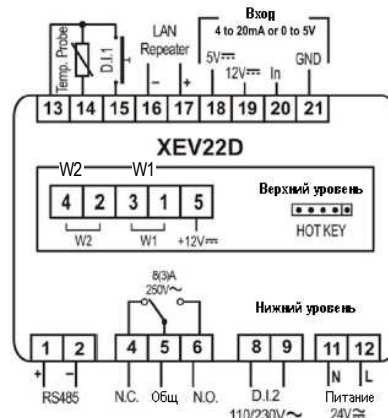 Вход
4 to 20mA or 0 to 5V
LAN
Repeater
Temp. Probe
D.I.1
5V
12V
In
GND
− +
13 14 15 16 17 18 19 20 21
XEV22D
W2 W1
4 2 3 1 5
W2 W1 +12V
Верхний уровень
HOT KEY
8(3)A
250V~
Нижний уровень
1 2 4 5 6 8 9 11 12
+ −
RS485
N.C. Общ N.O.
D.I.2
110/230V~
N L
Питание
24V